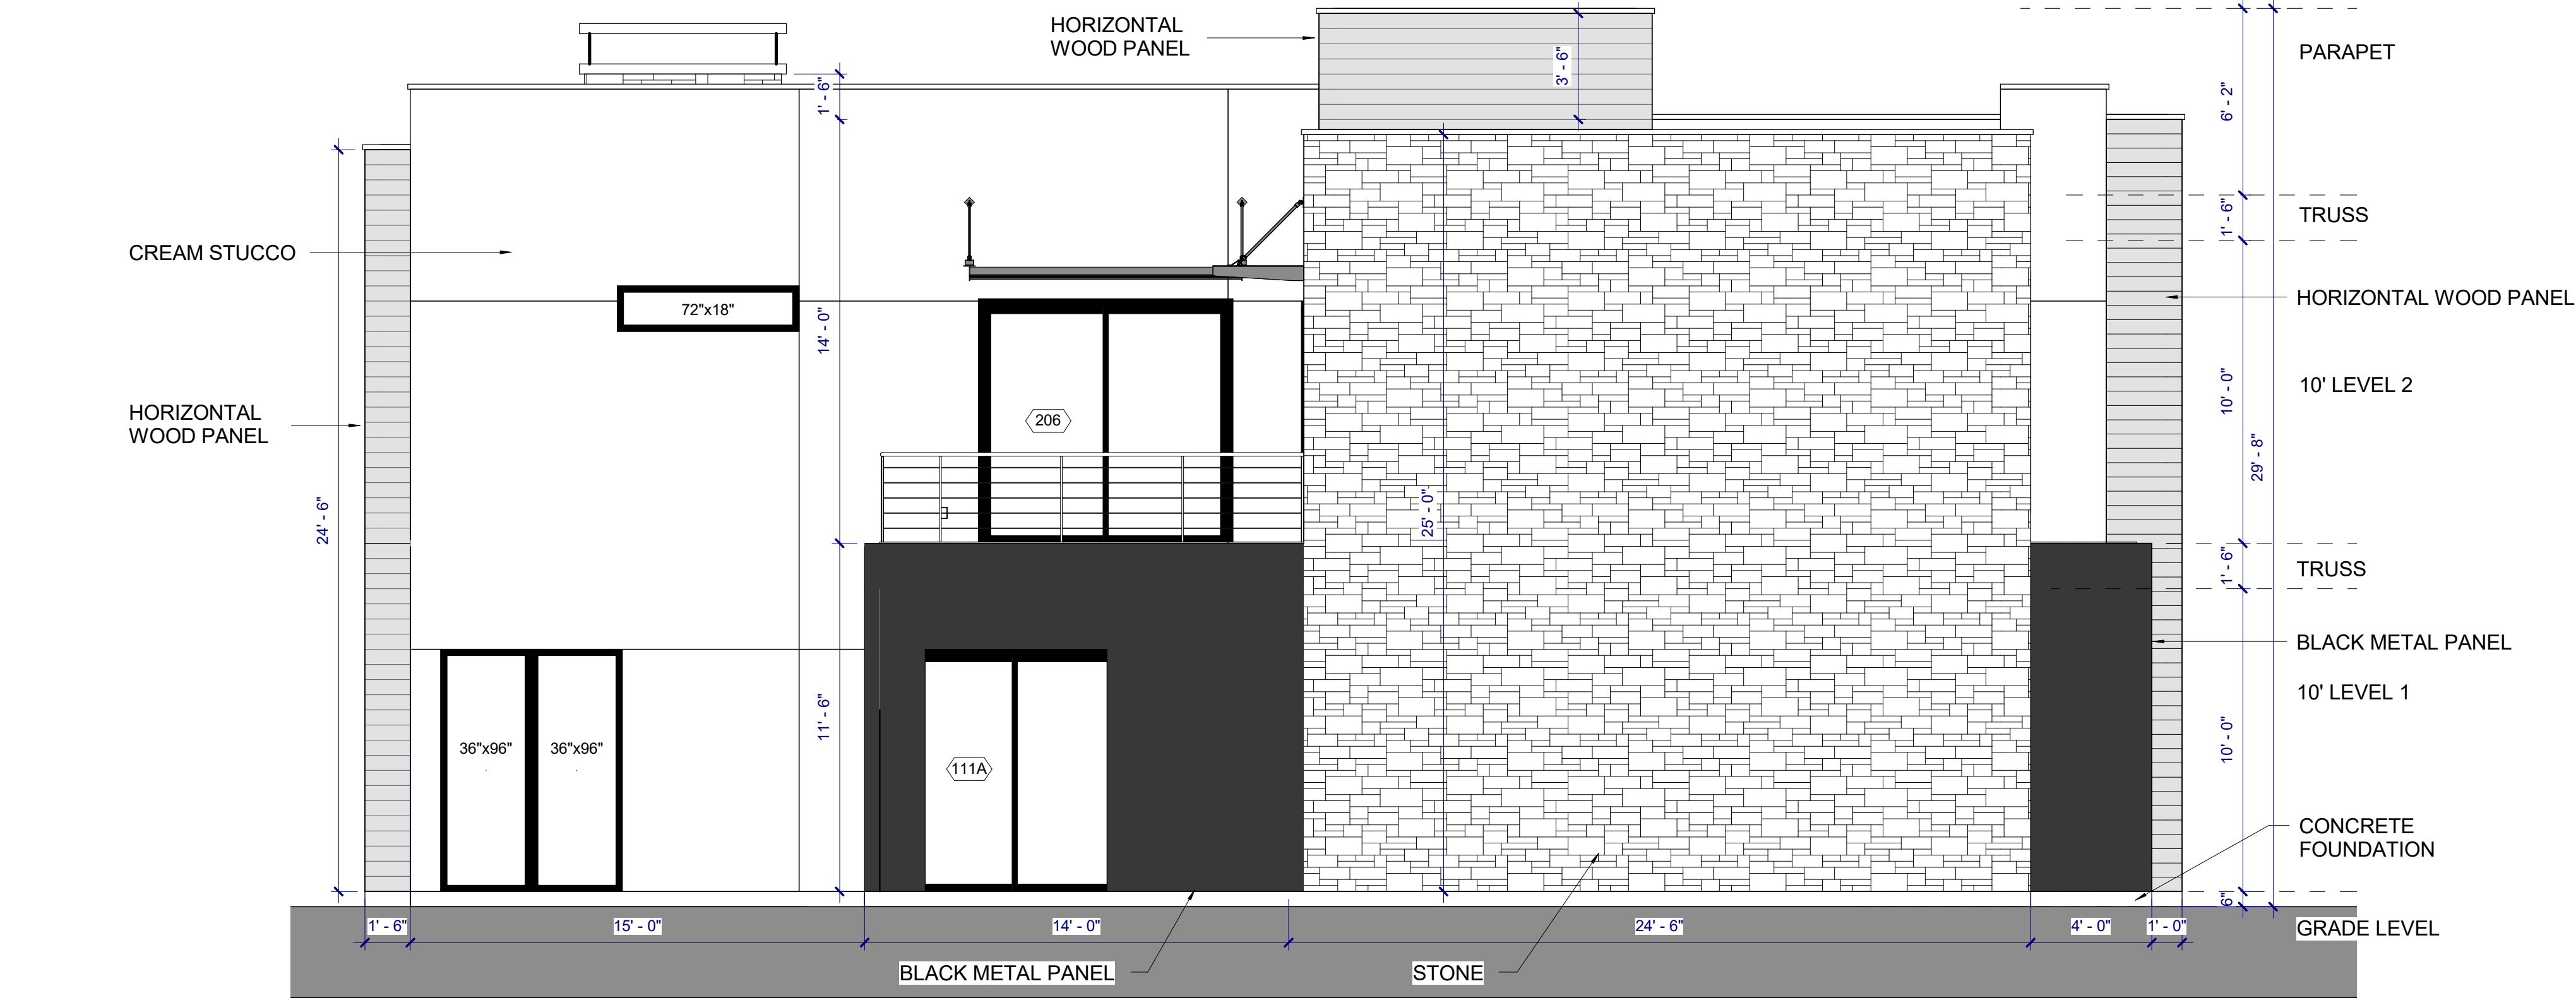 HORIZONTAL
WOOD PANEL
3' - 6"
PARAPET
1' - 6"
6' - 2"
TRUSS
1' - 6"
CREAM STUCCO
72"x18"
HORIZONTAL WOOD PANEL
14' - 0"
10' LEVEL 2
10' - 0"
HORIZONTAL
WOOD PANEL
206
29' - 8"
24' - 6"
25' - 0"
TRUSS
1' - 6"
BLACK METAL PANEL
10' LEVEL 1
11' - 6"
10' - 0"
36"x96"
36"x96"
111A
CONCRETE
FOUNDATION
6"
1' - 6"
15' - 0"
14' - 0"
24' - 6"
4' - 0"
1' - 0"
GRADE LEVEL
BLACK METAL PANEL
STONE